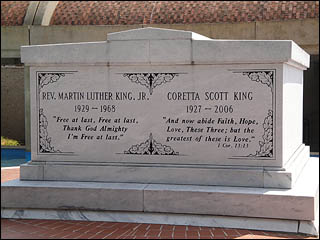 REV. MARTIN LUTHER KING, JR.
1929 — 1968
"Free at last, Free at last,
Thank God Almighty
I'm Free at last."
CORETTA SCOTT KING
1927 — 2006
"And now abide Faith, Hope,
Love, These Three; but the
greatest of these is Love."
1 Cor. 13:13